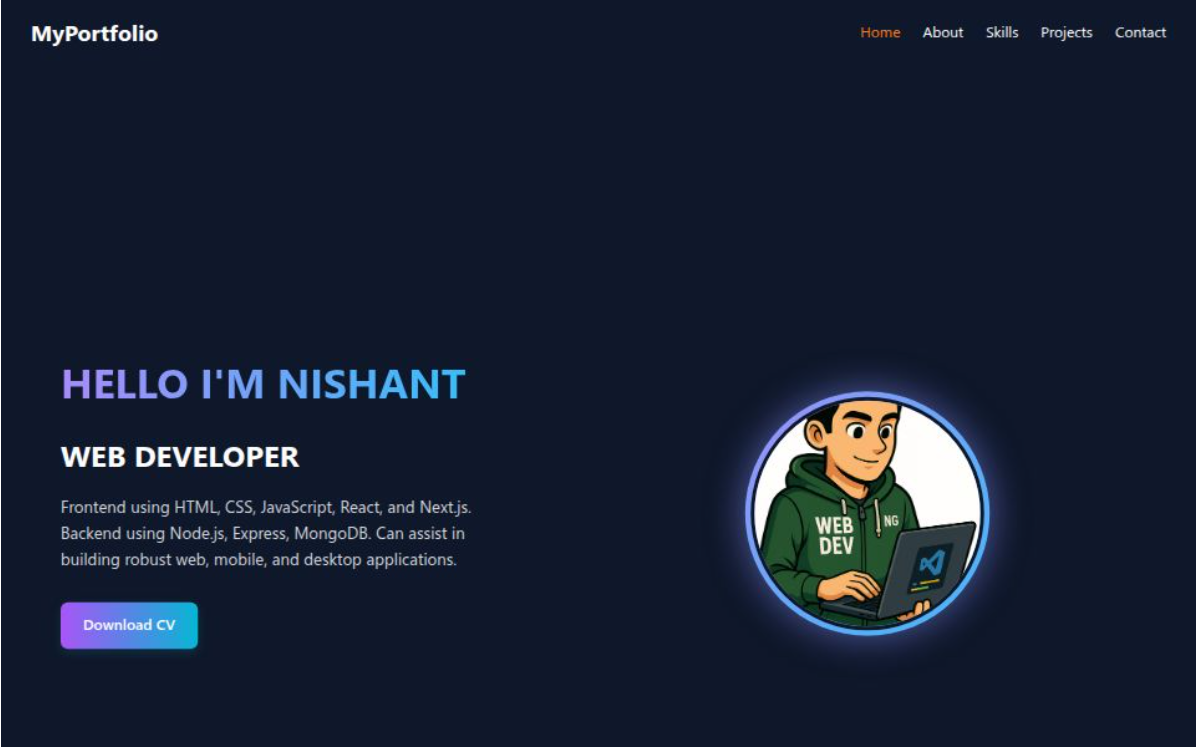 MyPortfolio
Home About Skills Projects Contact
HELLO I'M NISHANT
WEB DEVELOPER
Frontend using HTML, CSS, JavaScript, React, and Next.js.
Backend using Node.js, Express, MongoDB. Can assist in
building robust web, mobile, and desktop applications.
Download CV
WEB
DEV
NG